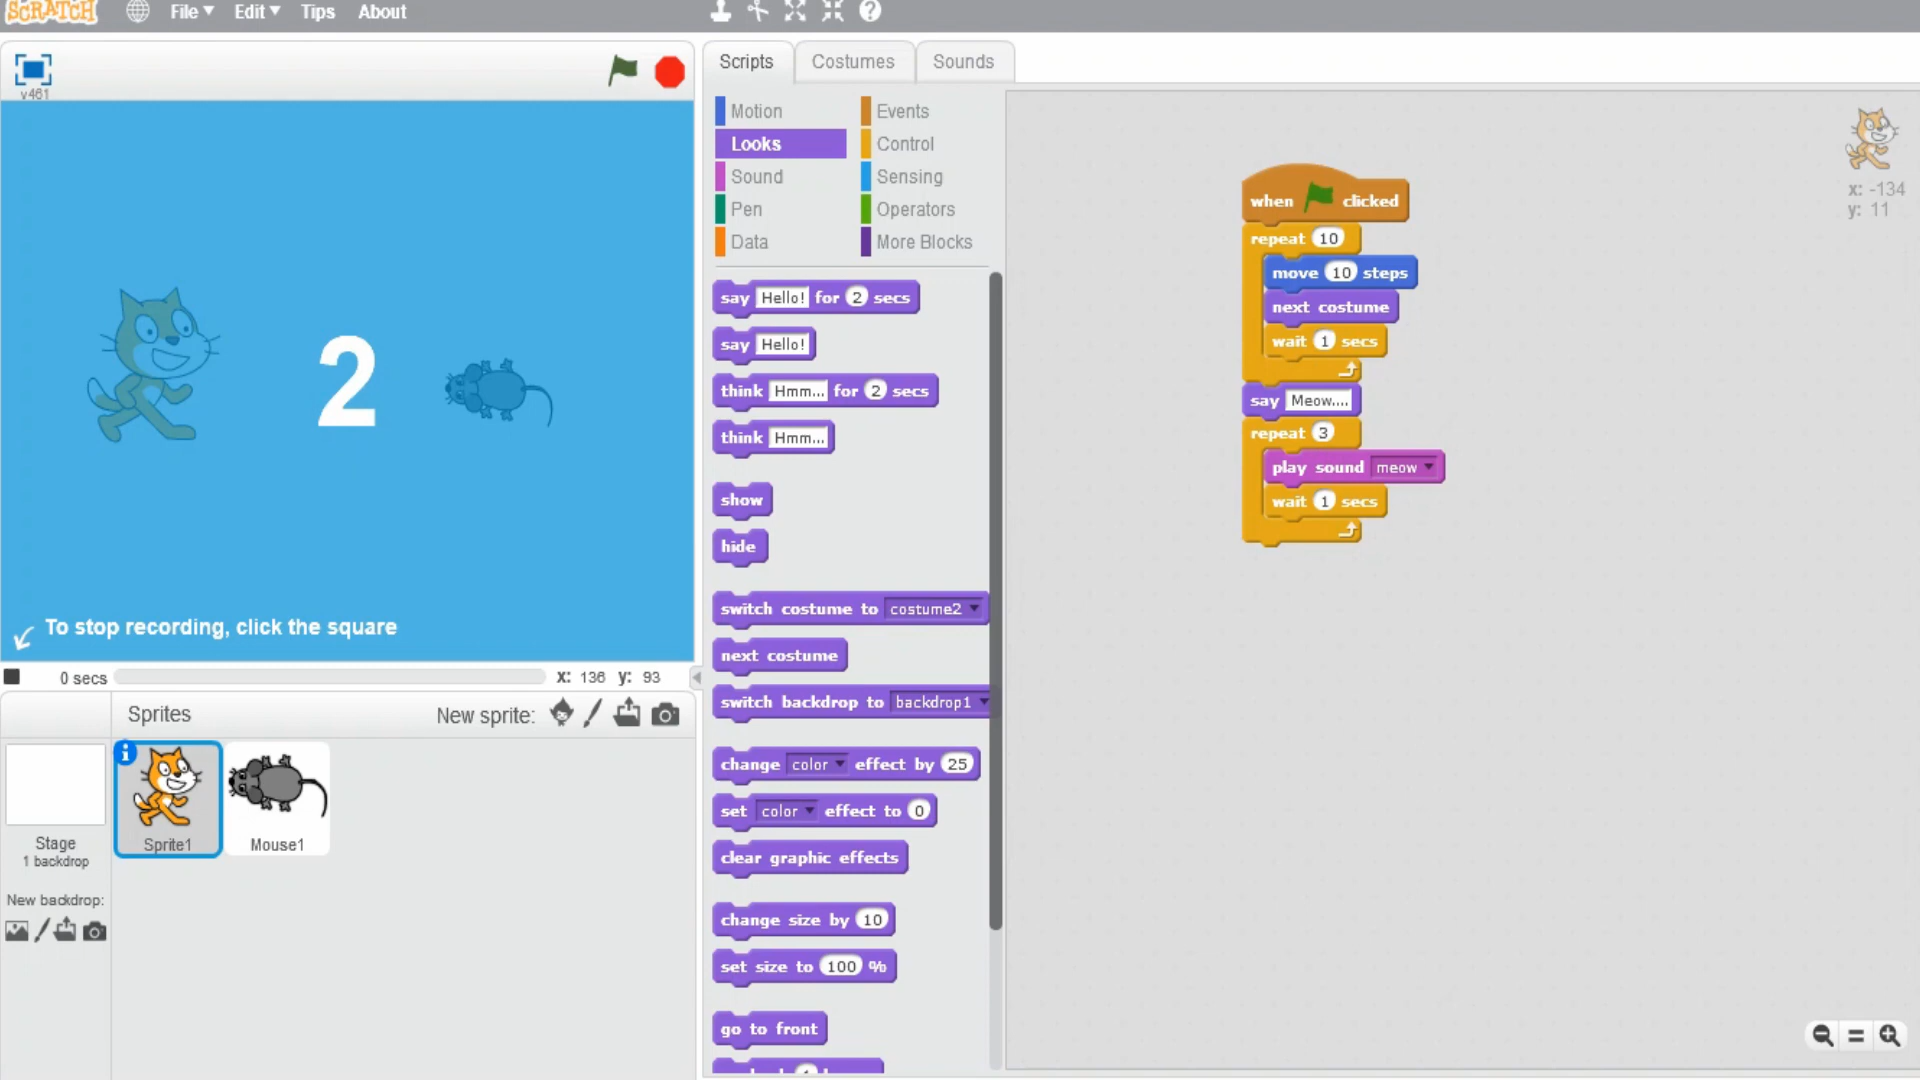 SCRATCH
File
Edit
Tips
About
v461
Scripts
Costumes
Sounds
Motion
Events
Looks
Control
Sound
Sensing
Pen
Operators
Data
More Blocks
say Hello! for 2 secs
say Hello!
think Hmm... for 2 secs
think Hmm...
show
hide
switch costume to costume2
next costume
switch backdrop to backdrop1
change color effect by 25
set color effect to 0
clear graphic effects
change size by 10
set size to 100 %
go to front
when clicked
repeat 10
move 10 steps
next costume
wait 1 secs
say Meow....
repeat 3
play sound meow
wait 1 secs
x: -134
y: 11
2
To stop recording, click the square
0 secs
x: 136 y: 93
Sprites
New sprite:
Stage
1 backdrop
New backdrop:
Sprite1
Mouse1